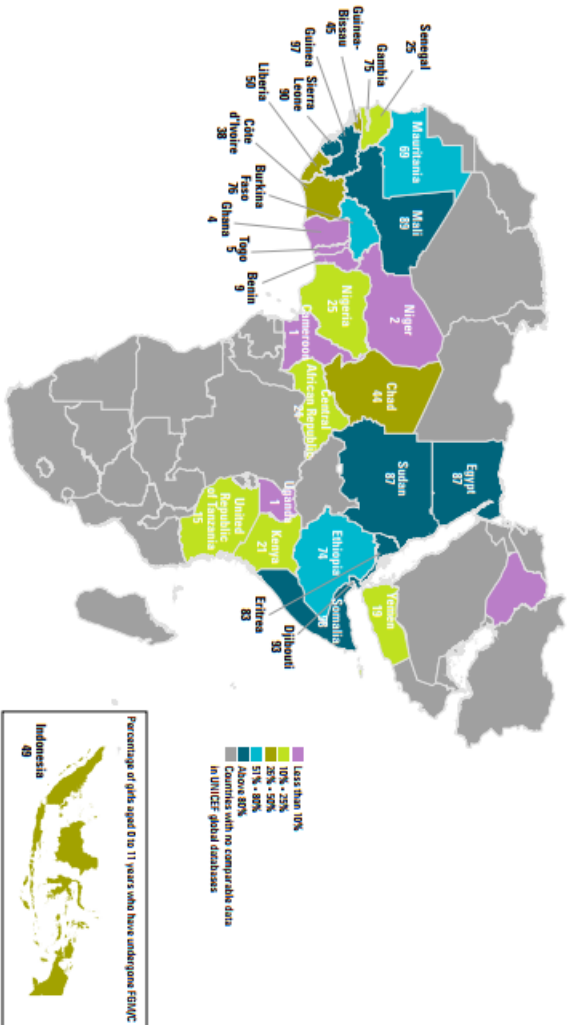 Mauritania
69
Mali
89
Niger
2
Chad
44
Egypt
87
Sudan
87
Yemen
19
Senegal
25
Gambia
75
Guinea-
Bissau
45
Guinea
97
Sierra
Leone
90
Liberia
50
Côte
d'Ivoire
38
Burkina
Faso
76
Ghana
4
Togo
5
Benin
9
Nigeria
25
Cameroon
1
Central
African Republic
24
Ethiopia
74
Somalia
Djibouti
93
Eritrea
83
Uganda
1
Kenya
21
United
Republic
of Tanzania
15
Less than 10%
10% - 25%
26% - 50%
51% - 80%
Above 80%
Countries with no comparable data
in UNICEF global databases
Percentage of girls aged 0 to 11 years who have undergone FGM/C
Indonesia
49